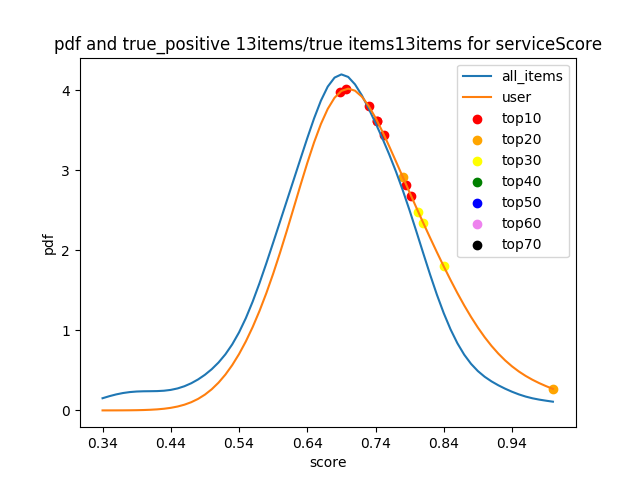 pdf and true_positive 13items/true items13items for serviceScore
all_items
user
top10
top20
top30
top40
top50
top60
top70
pdf
4
3
2
1
0
0.34 0.44 0.54 0.64 0.74 0.84 0.94
score